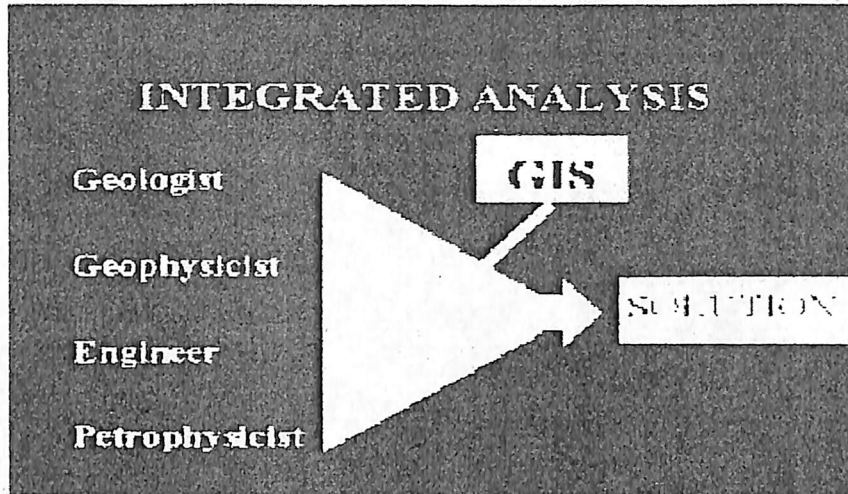 INTEGRATED ANALYSIS
GIS
Geologist
Geophysicist
SOLUTION
Engineer
Petrophysicist